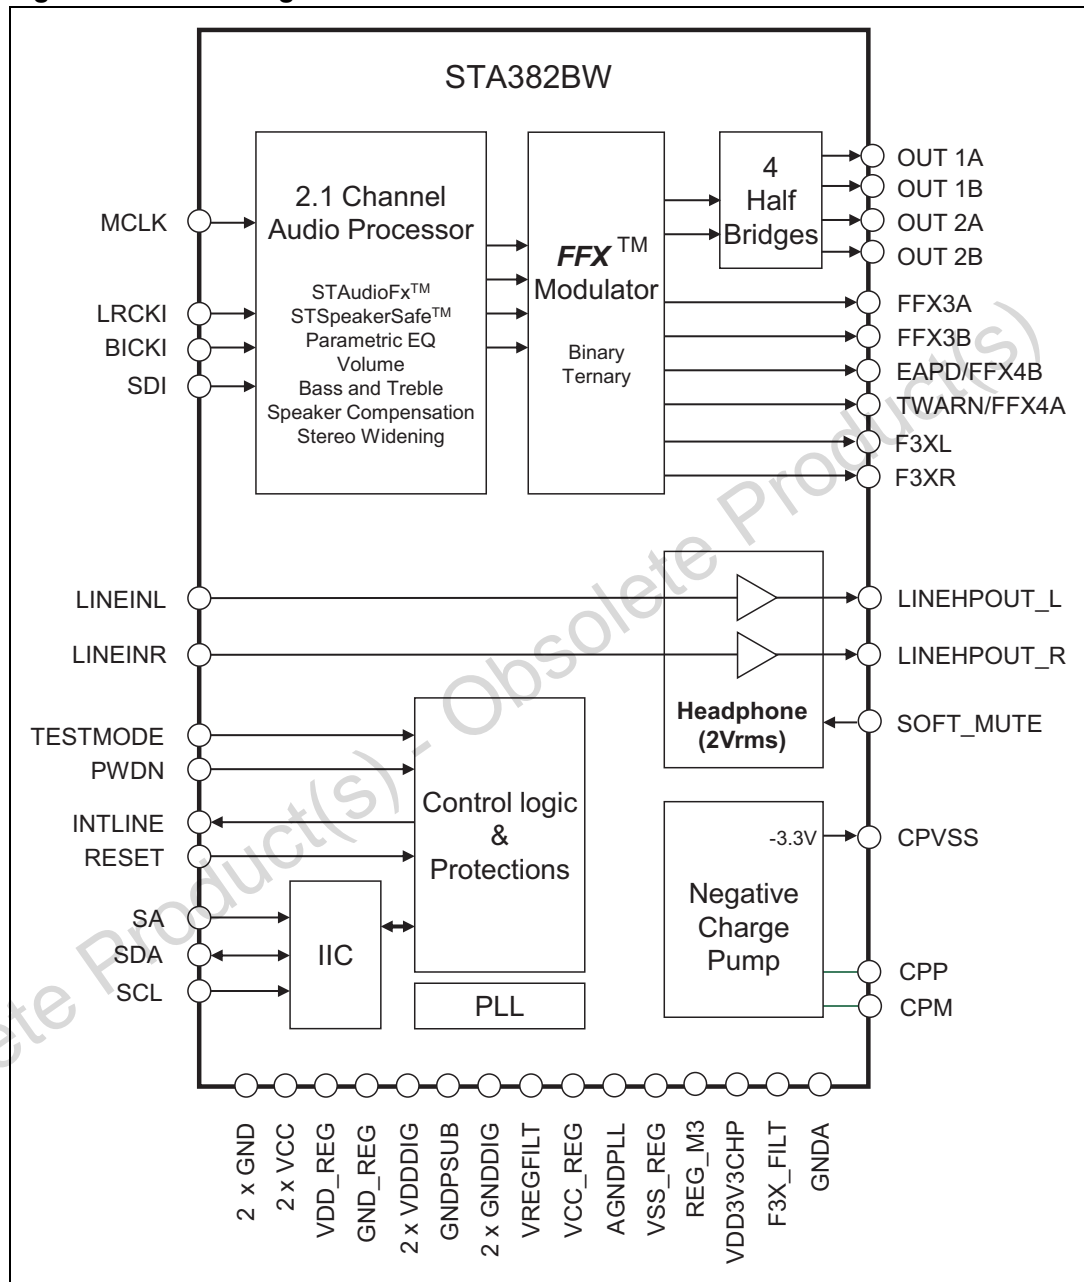 STA382BW
2.1 Channel
Audio Processor
STAudioFx™
STSpeakerSafe™
Parametric EQ
Volume
Bass and Treble
Speaker Compensation
Stereo Widening
FFX™
Modulator
Binary
Ternary
4
Half
Bridges
MCLK
LRCKI
BICKI
SDI
OUT 1A
OUT 1B
OUT 2A
OUT 2B
FFX3A
FFX3B
EAPD/FFX4B
TWARN/FFX4A
F3XL
F3XR
LINEINL
LINEINR
LINEHPOUT_L
LINEHPOUT_R
Headphone
(2Vrms)
SOFT_MUTE
TESTMODE
PWDN
INTLINE
RESET
SA
SDA
SCL
Control logic
&
Protections
IIC
PLL
-3.3V
Negative
Charge
Pump
CPVSS
CPP
CPM
2 x GND
2 x VCC
VDD_REG
GND_REG
2 x VDDDIG
GNDPSUB
2 x GNDDIG
VREGFILT
VCC_REG
AGNDPLL
VSS_REG
REG_M3
VDD3V3CHP
F3X_FILT
GNDA
ete Product(s) - Obsolete Product(s)